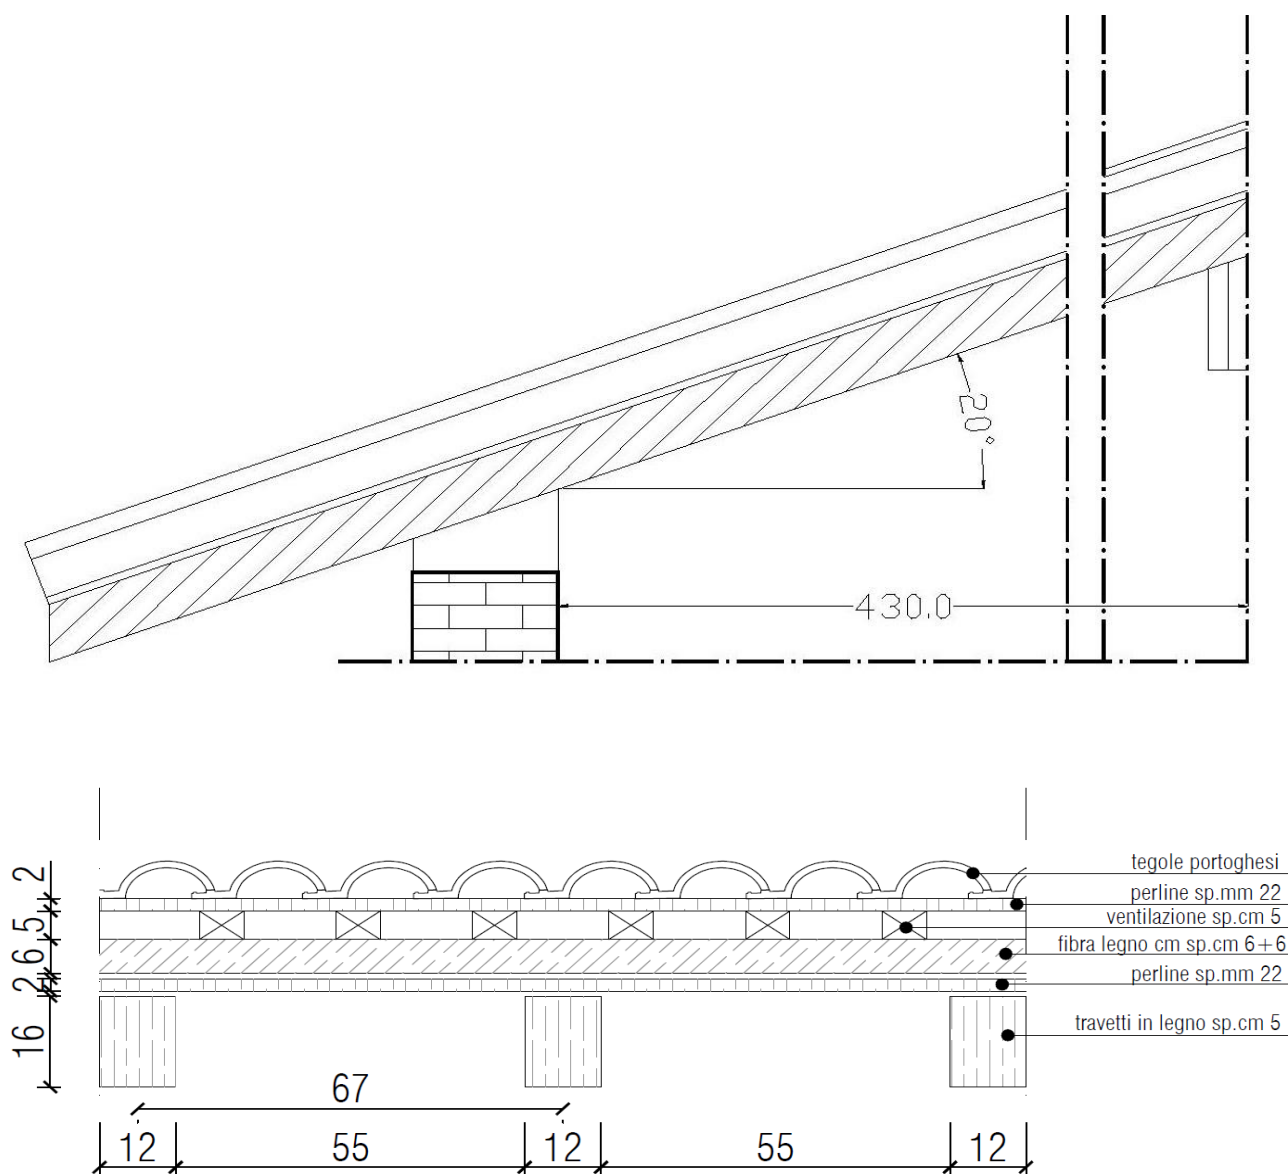 20°
430.0
tegole portoghesi
perline sp.mm 22
ventilazione sp.cm 5
fibra legno cm sp.cm 6+6
perline sp.mm 22
travetti in legno sp.cm 5
2
5
6
2
16
67
12 55 12 55 12